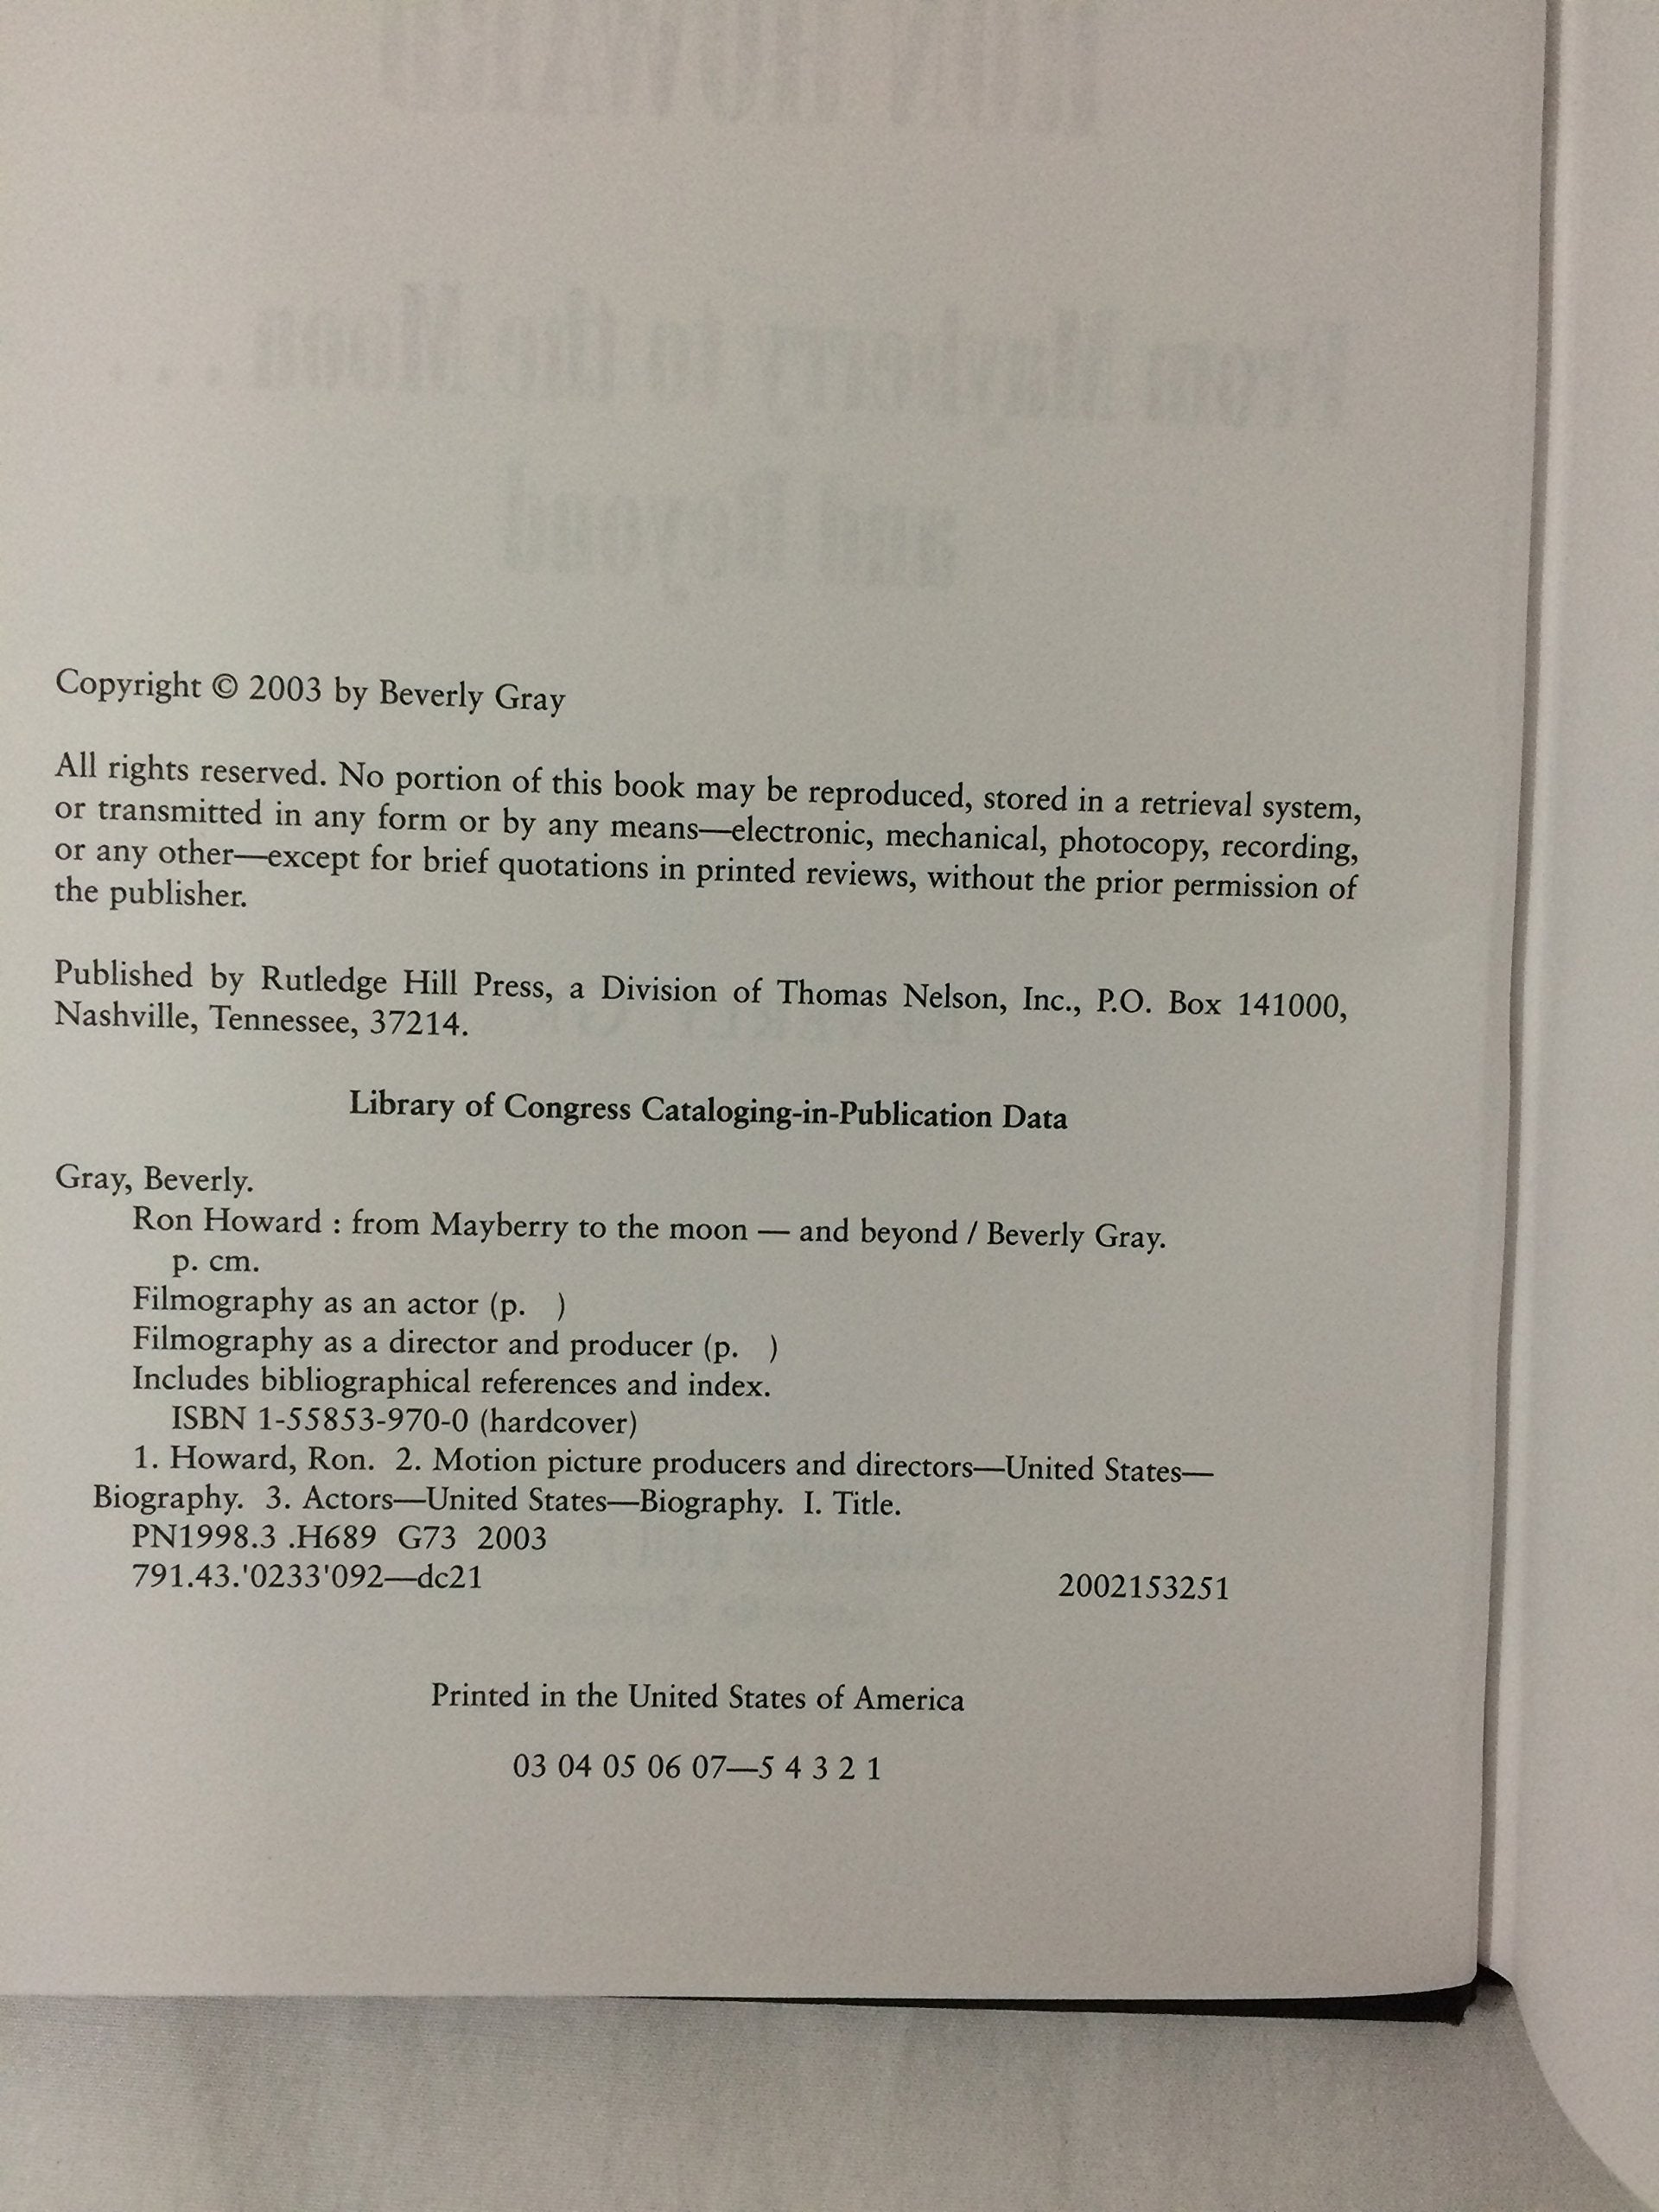 Copyright © 2003 by Beverly Gray
All rights reserved. No portion of this book may be reproduced, stored in a retrieval system,
or transmitted in any form or by any means—electronic, mechanical, photocopy, recording,
or any other—except for brief quotations in printed reviews, without the prior permission of
the publisher.
Published by Rutledge Hill Press, a Division of Thomas Nelson, Inc., P.O. Box 141000,
Nashville, Tennessee, 37214.
Library of Congress Cataloging-in-Publication Data
Gray, Beverly.
Ron Howard : from Mayberry to the moon — and beyond / Beverly Gray.
p. cm.
Filmography as an actor (p. )
Filmography as a director and producer (p. )
Includes bibliographical references and index.
ISBN 1-55853-970-0 (hardcover)
1. Howard, Ron. 2. Motion picture producers and directors—United States—
Biography. 3. Actors—United States—Biography. I. Title.
PN1998.3 .H689 G73 2003
791.43.'0233'092—dc21 2002153251
Printed in the United States of America
03 04 05 06 07—5 4 3 2 1